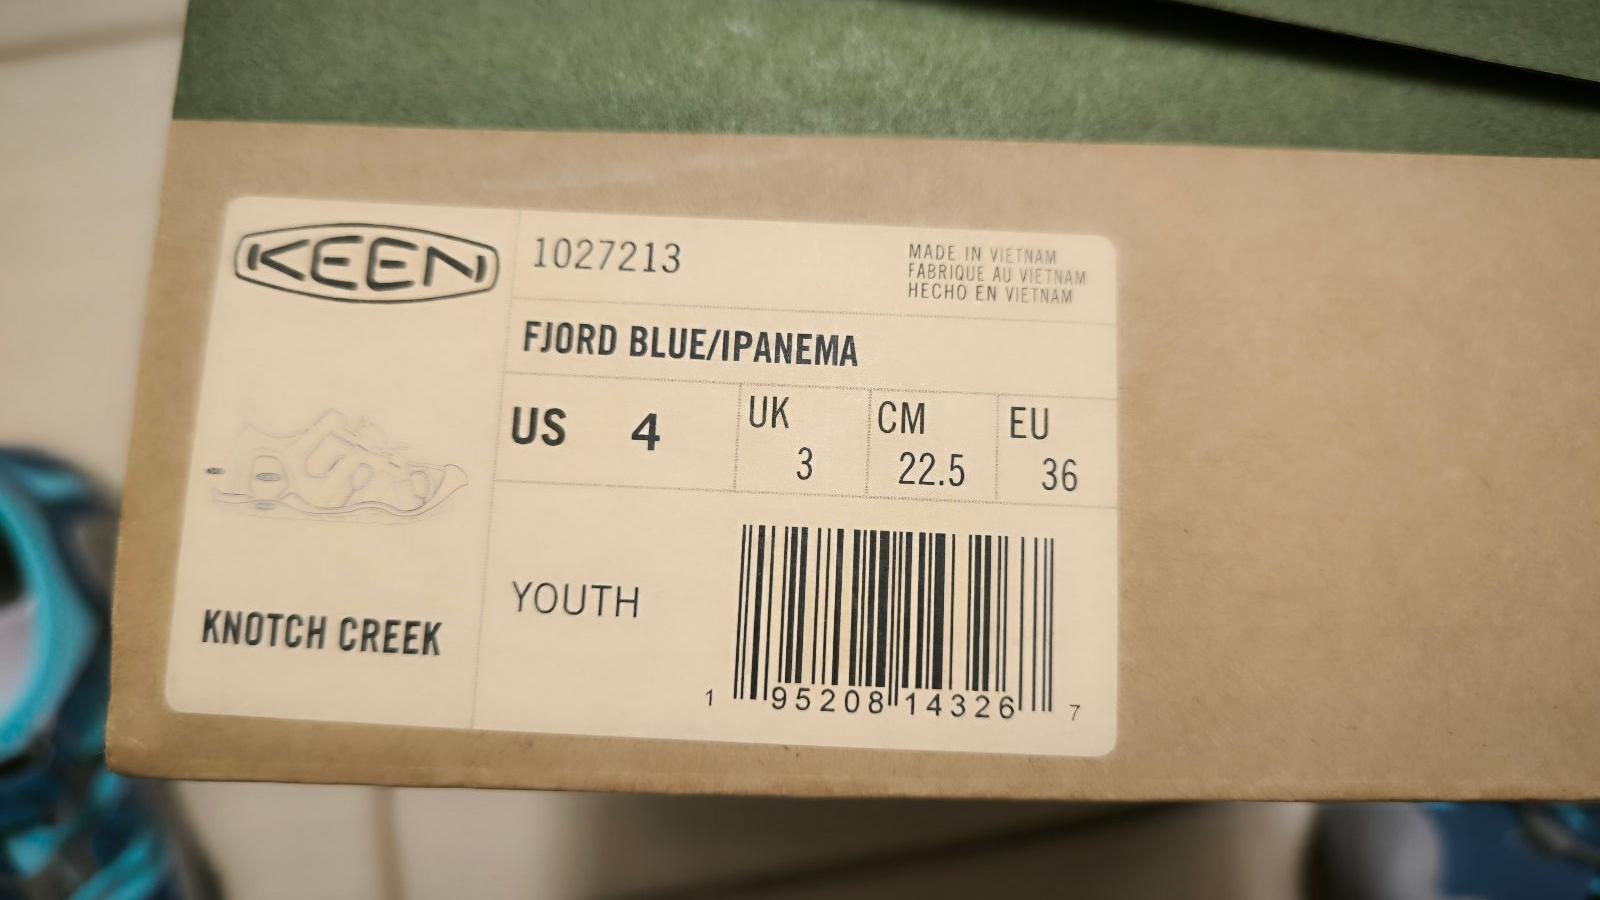 KEEN
1027213
MADE IN VIETNAM
FABRIQUE AU VIETNAM
HECHO EN VIETNAM
FJORD BLUE/IPANEMA
US 4
UK 3
CM 22.5
EU 36
YOUTH
KNOTCH CREEK
1 95208 14326 7